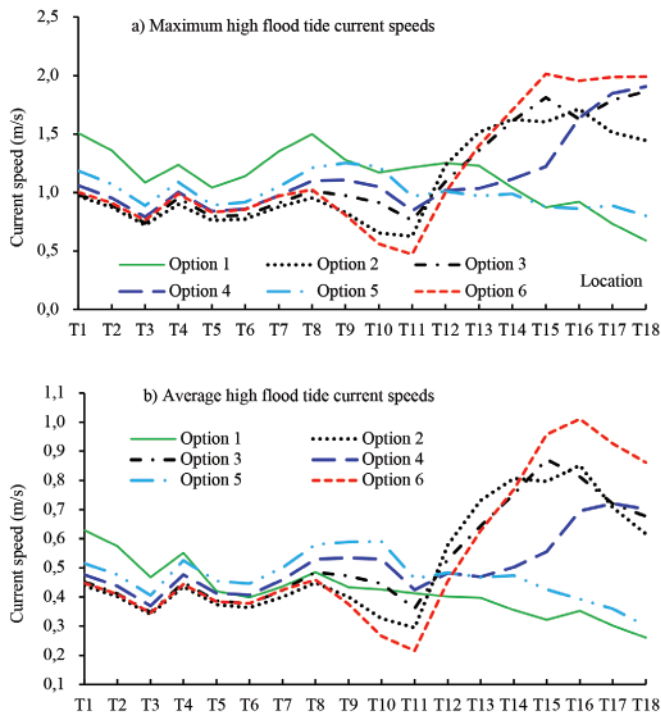 a) Maximum high flood tide current speeds
2,5
2,0
1,5
1,0
0,5
0,0
Current speed (m/s)
Option 1 Option 2 Option 3
Option 4 Option 5 Option 6
Location
T1 T2 T3 T4 T5 T6 T7 T8 T9 T10 T11 T12 T13 T14 T15 T16 T17 T18
b) Average high flood tide current speeds
1,1
1,0
0,9
0,8
0,7
0,6
0,5
0,4
0,3
0,2
0,1
Current speed (m/s)
Option 1 Option 2
Option 3 Option 4
Option 5 Option 6
T1 T2 T3 T4 T5 T6 T7 T8 T9 T10 T11 T12 T13 T14 T15 T16 T17 T18